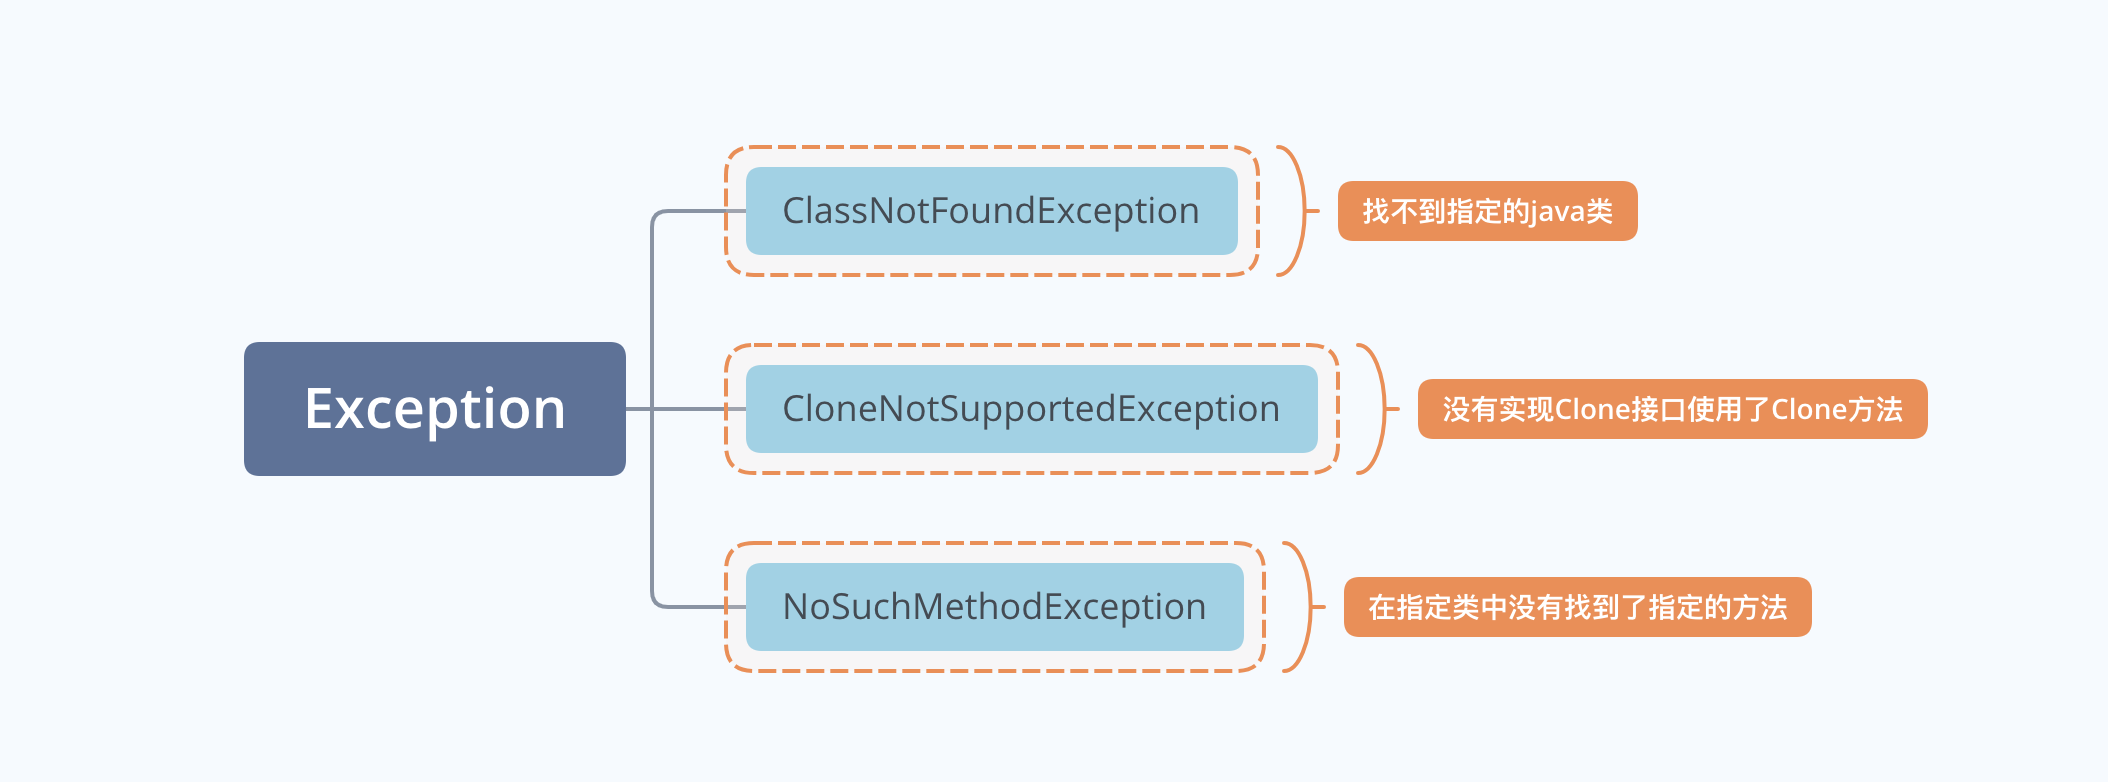 Exception
ClassNotFoundException
找不到指定的java类
CloneNotSupportedException
没有实现Clone接口使用了Clone方法
NoSuchMethodException
在指定类中没有找到了指定的方法